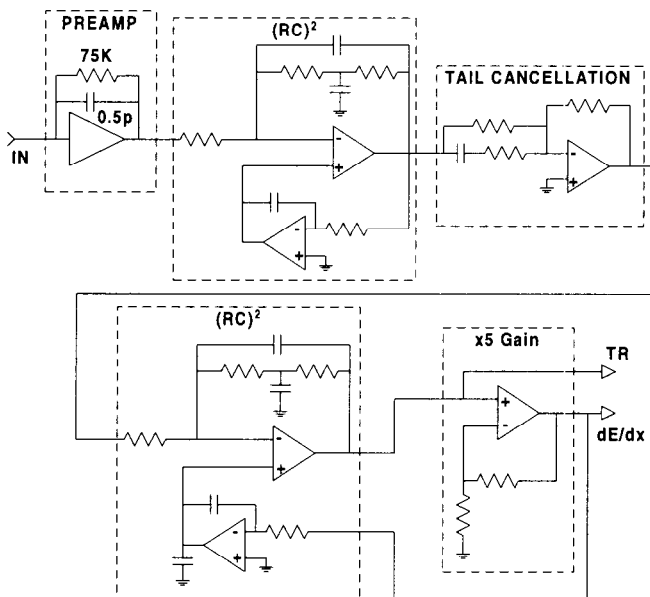 PREAMP
75K
0.5p
IN
(RC)²
TAIL CANCELLATION
(RC)²
x5 Gain
TR
dE/dx